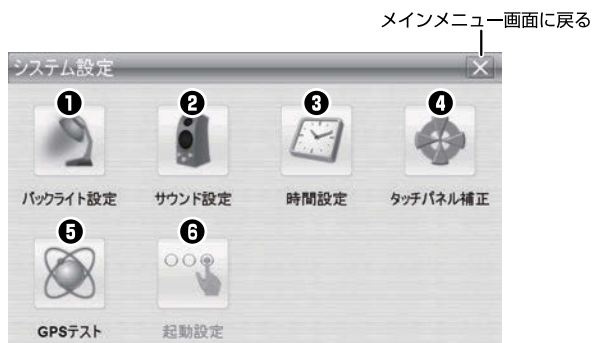 メインメニュー画面に戻る
システム設定
❶ ❷ ❸ ❹
バックライト設定 サウンド設定 時間設定 タッチパネル補正
❺ ❻
GPSテスト 起動設定